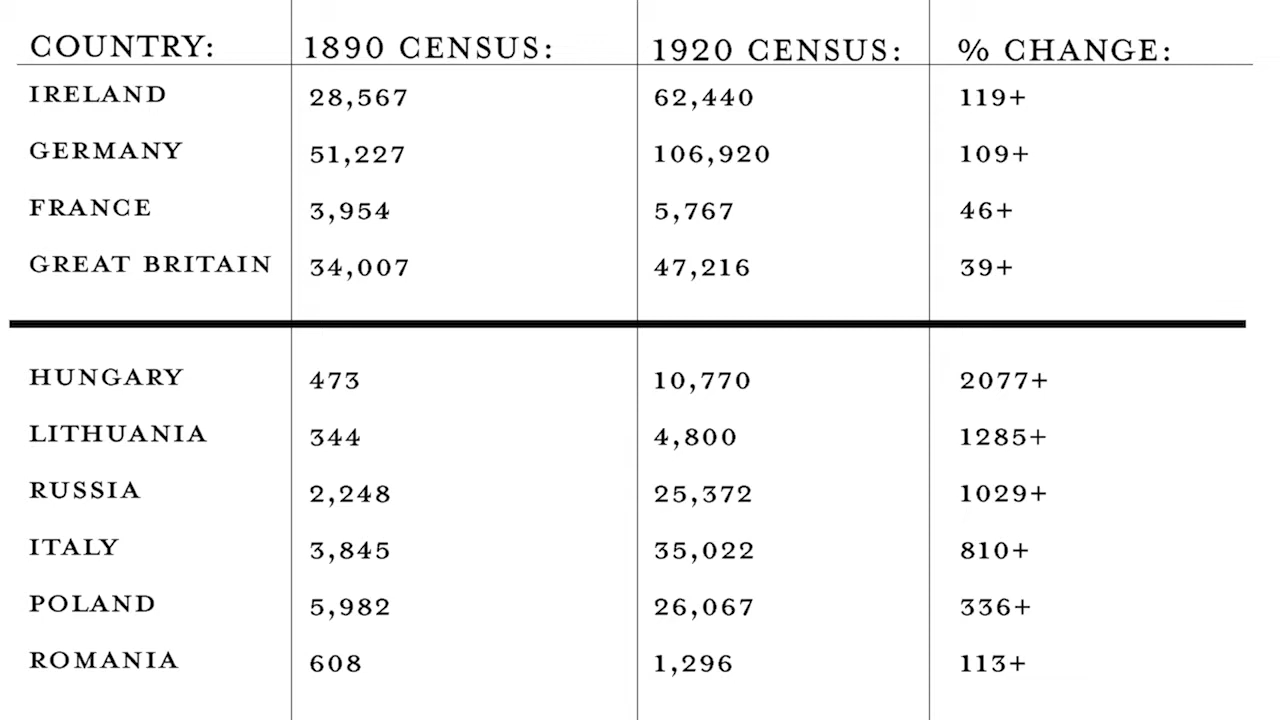 COUNTRY: 1890 CENSUS: 1920 CENSUS: % CHANGE:
IRELAND 28,567 62,440 119+
GERMANY 51,227 106,920 109+
FRANCE 3,954 5,767 46+
GREAT BRITAIN 34,007 47,216 39+
HUNGARY 473 10,770 2077+
LITHUANIA 344 4,800 1285+
RUSSIA 2,248 25,372 1029+
ITALY 3,845 35,022 810+
POLAND 5,982 26,067 336+
ROMANIA 608 1,296 113+